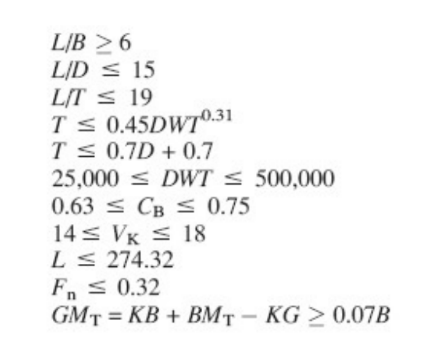 L/B ≥ 6
L/D ≤ 15
L/T ≤ 19
T ≤ 0.45DWT^0.31
T ≤ 0.7D + 0.7
25,000 ≤ DWT ≤ 500,000
0.63 ≤ C_B ≤ 0.75
14 ≤ V_K ≤ 18
L ≤ 274.32
F_n ≤ 0.32
GM_T = KB + BM_T − KG ≥ 0.07B